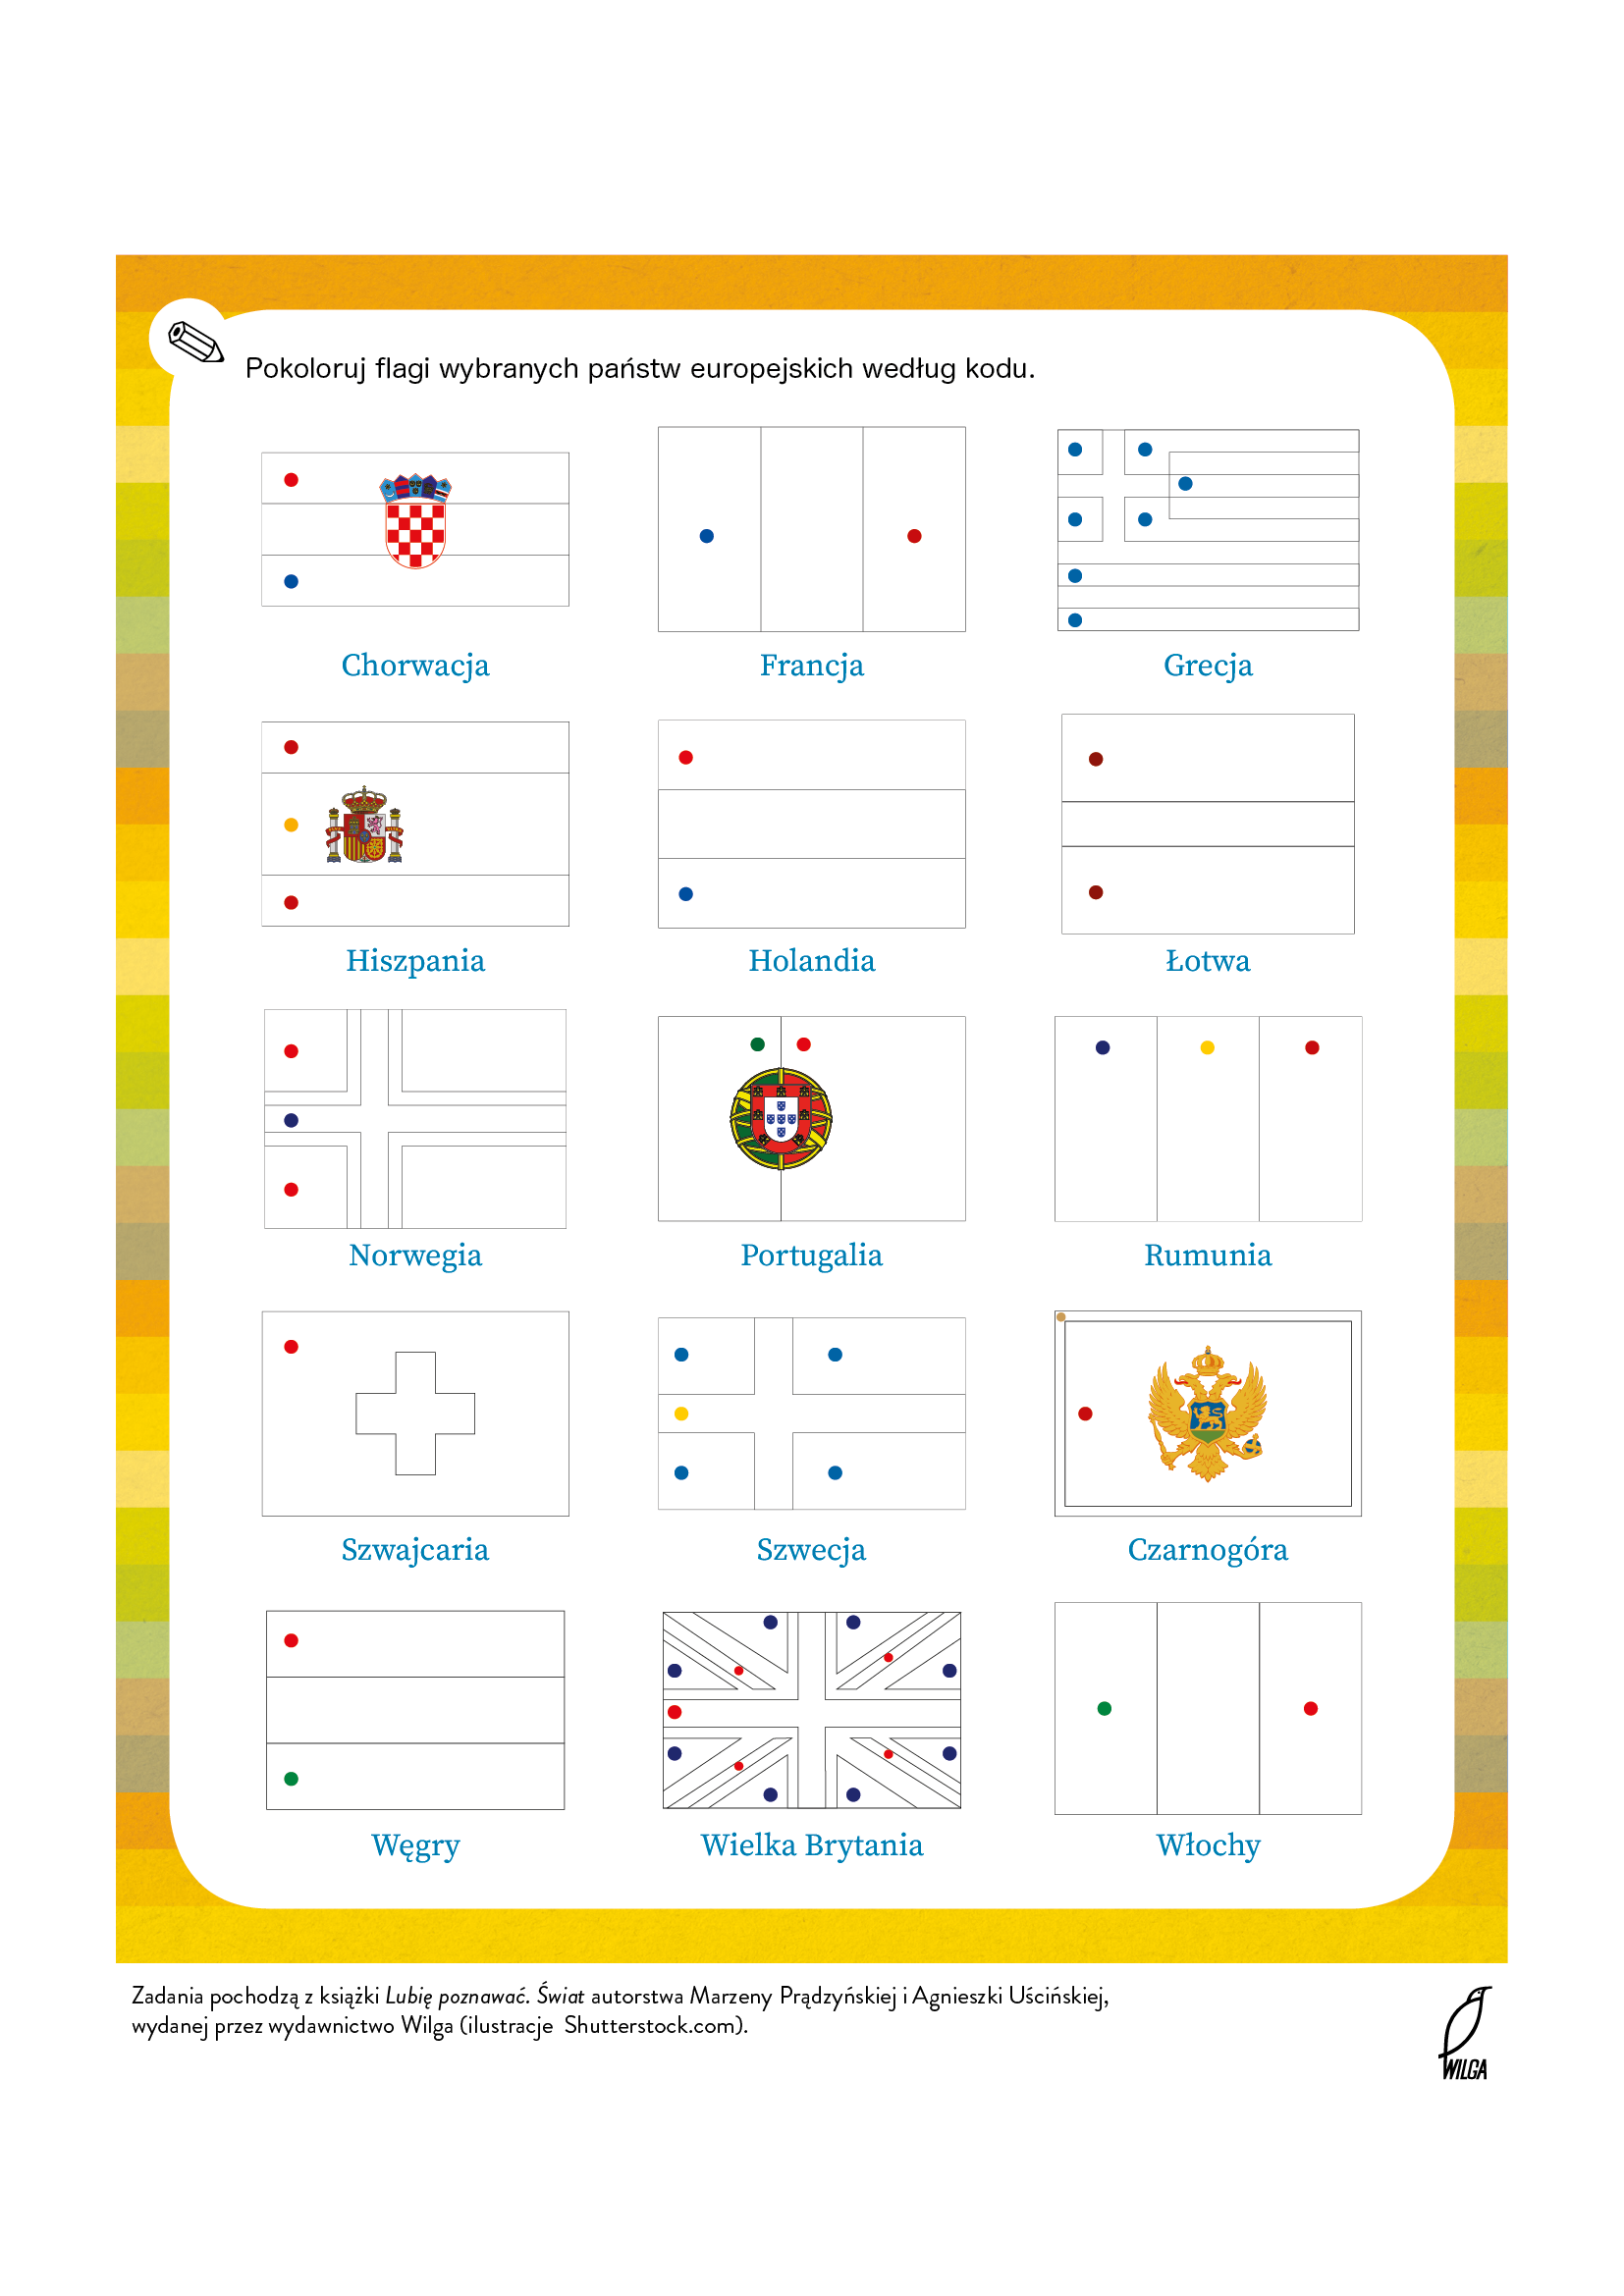 Pokoloruj flagi wybranych państw europejskich według kodu.
Chorwacja
Francja
Grecja
Hiszpania
Holandia
Łotwa
Norwegia
Portugalia
Rumunia
Szwajcaria
Szwecja
Czarnogóra
Węgry
Wielka Brytania
Włochy
Zadania pochodzą z książki Lubię poznawać. Świat autorstwa Marzeny Prądzyńskiej i Agnieszki Uścińskiej,
wydanej przez wydawnictwo Wilga (ilustracje Shutterstock.com).
WILGA